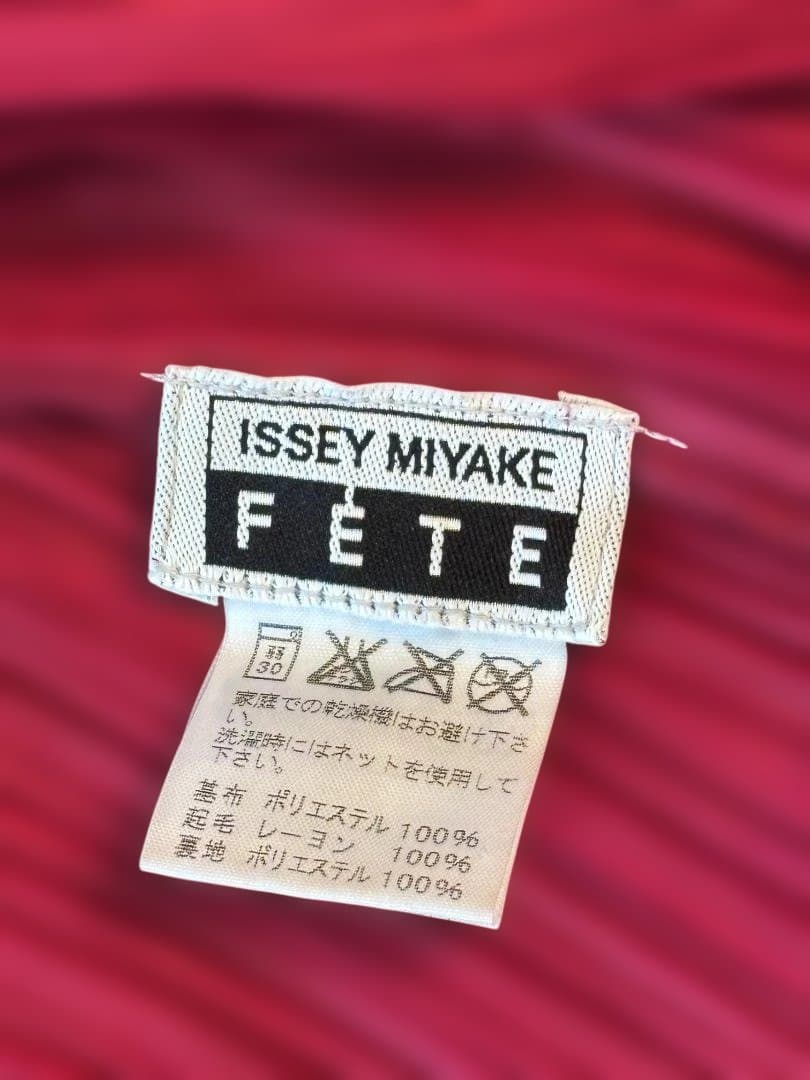 ISSEY MIYAKE
FÊTE
弱
30
家庭での乾燥機はお避け下さ
い。
洗濯時にはネットを使用して
下さい。
基布 ポリエステル 100%
起毛 レーヨン 100%
裏地 ポリエステル 100%